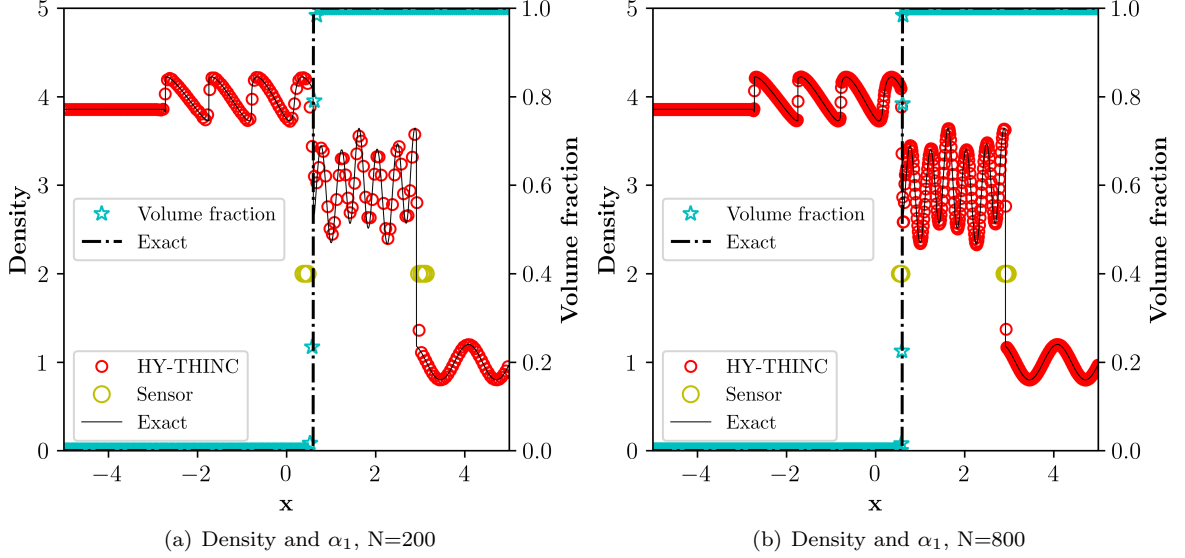 5
4
3
2
1
0
Density
−4
−2
0
2
4
x
1.0
0.8
0.6
0.4
0.2
0.0
Volume fraction
Volume fraction
Exact
HY-THINC
Sensor
Exact
(a) Density and α₁, N=200
5
4
3
2
1
0
Density
−4
−2
0
2
4
x
1.0
0.8
0.6
0.4
0.2
0.0
Volume fraction
Volume fraction
Exact
HY-THINC
Sensor
Exact
(b) Density and α₁, N=800